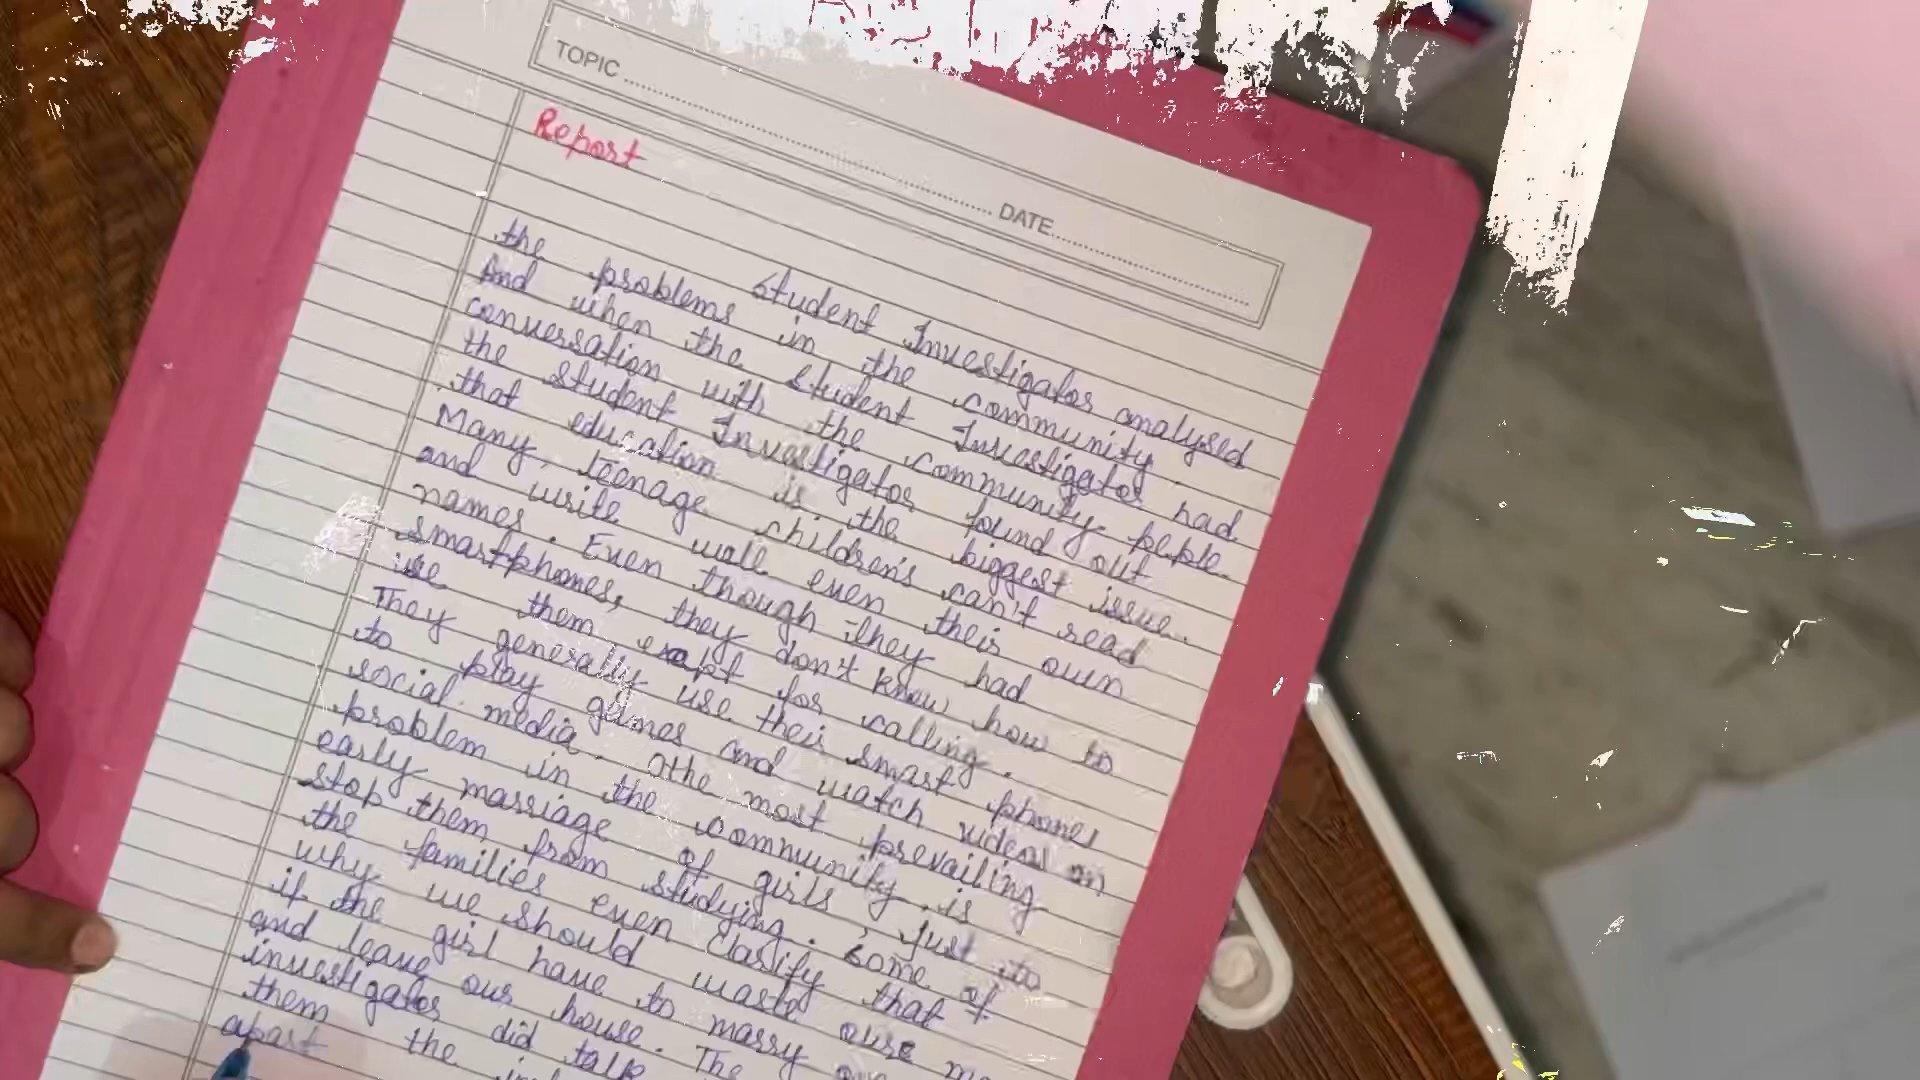 TOPIC
DATE
Report
the student Investigator analysed
the problems in the community.
And when the student Investigator had
conversation with the community peple.
the student Investigator found out
that education is the biggest issue.
Many teenage children's can't read
and write well even their own
names. Even though they had
smartphones, they don't know how to
use them exapt for calling.
They generally use their smart phones
to play games and watch videos on
social media. Othe most prevailing
problem in the community is
early marriage of girls, just to
stop them from studying. Some of
the families even clasify that
why we should waste
if the girl have to marry
and leave our house. The
investigator did talk
them the
apart